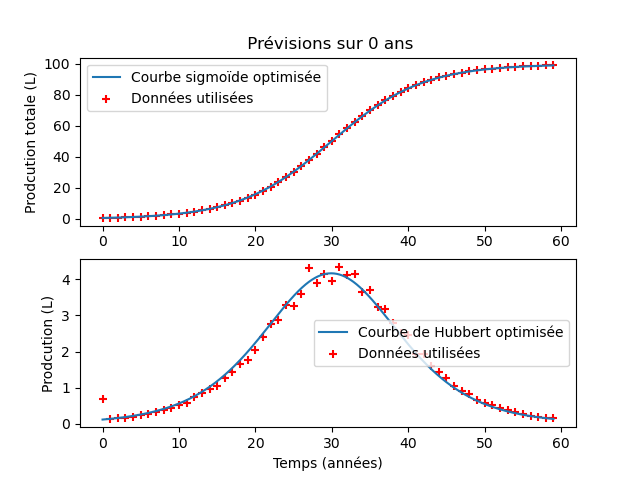 Prévisions sur 0 ans
Prodcution totale (L)
100
80
60
40
20
0
Courbe sigmoïde optimisée
Données utilisées
0 10 20 30 40 50 60
Prodcution (L)
4
3
2
1
0
Courbe de Hubbert optimisée
Données utilisées
0 10 20 30 40 50 60
Temps (années)